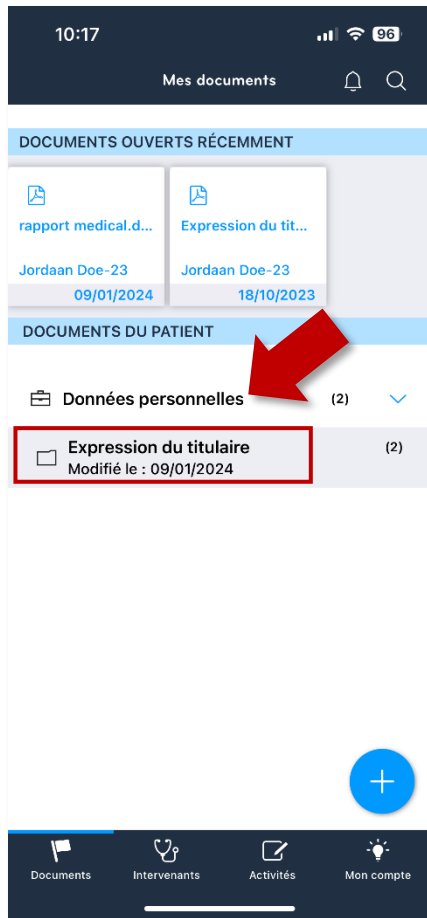 10:17
96
Mes documents
DOCUMENTS OUVERTS RÉCEMMENT
rapport medical.d...
Expression du tit...
Jordaan Doe-23
Jordaan Doe-23
09/01/2024
18/10/2023
DOCUMENTS DU PATIENT
Données personnelles (2)
Expression du titulaire (2)
Modifié le : 09/01/2024
Documents
Intervenants
Activités
Mon compte